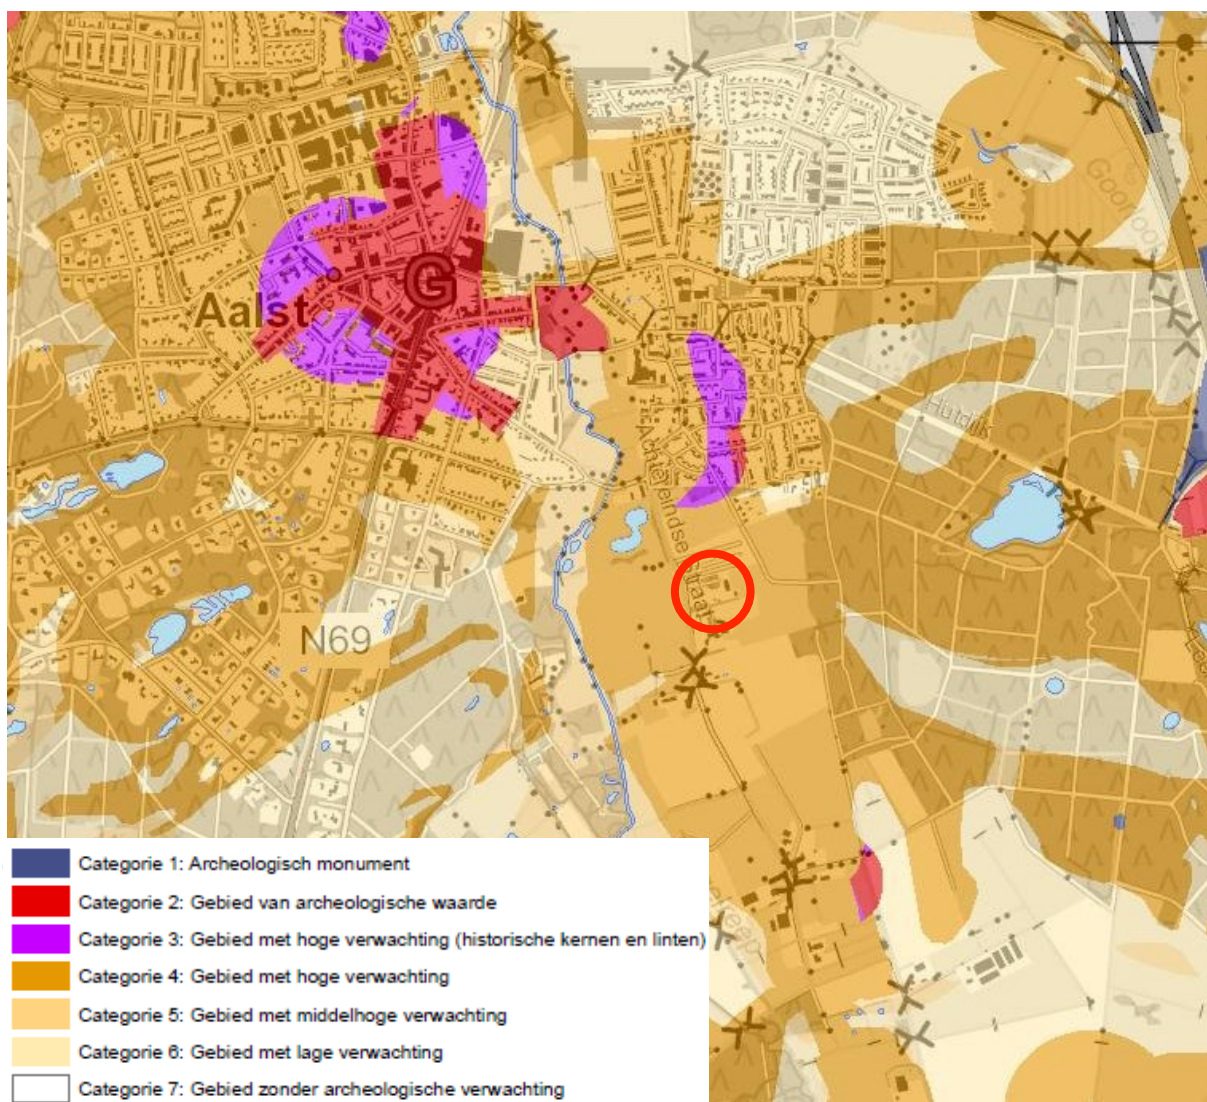 Aalst
G
Hutdijk
N69
Categorie 1: Archeologisch monument
Categorie 2: Gebied van archeologische waarde
Categorie 3: Gebied met hoge verwachting (historische kernen en linten)
Categorie 4: Gebied met hoge verwachting
Categorie 5: Gebied met middelhoge verwachting
Categorie 6: Gebied met lage verwachting
Categorie 7: Gebied zonder archeologische verwachting